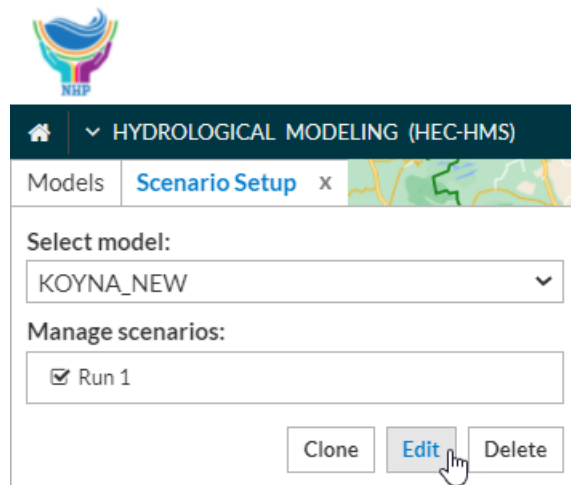 NHP
HYDROLOGICAL MODELING (HEC-HMS)
Models Scenario Setup x
Select model:
KOYNA_NEW
Manage scenarios:
Run 1
Clone Edit Delete